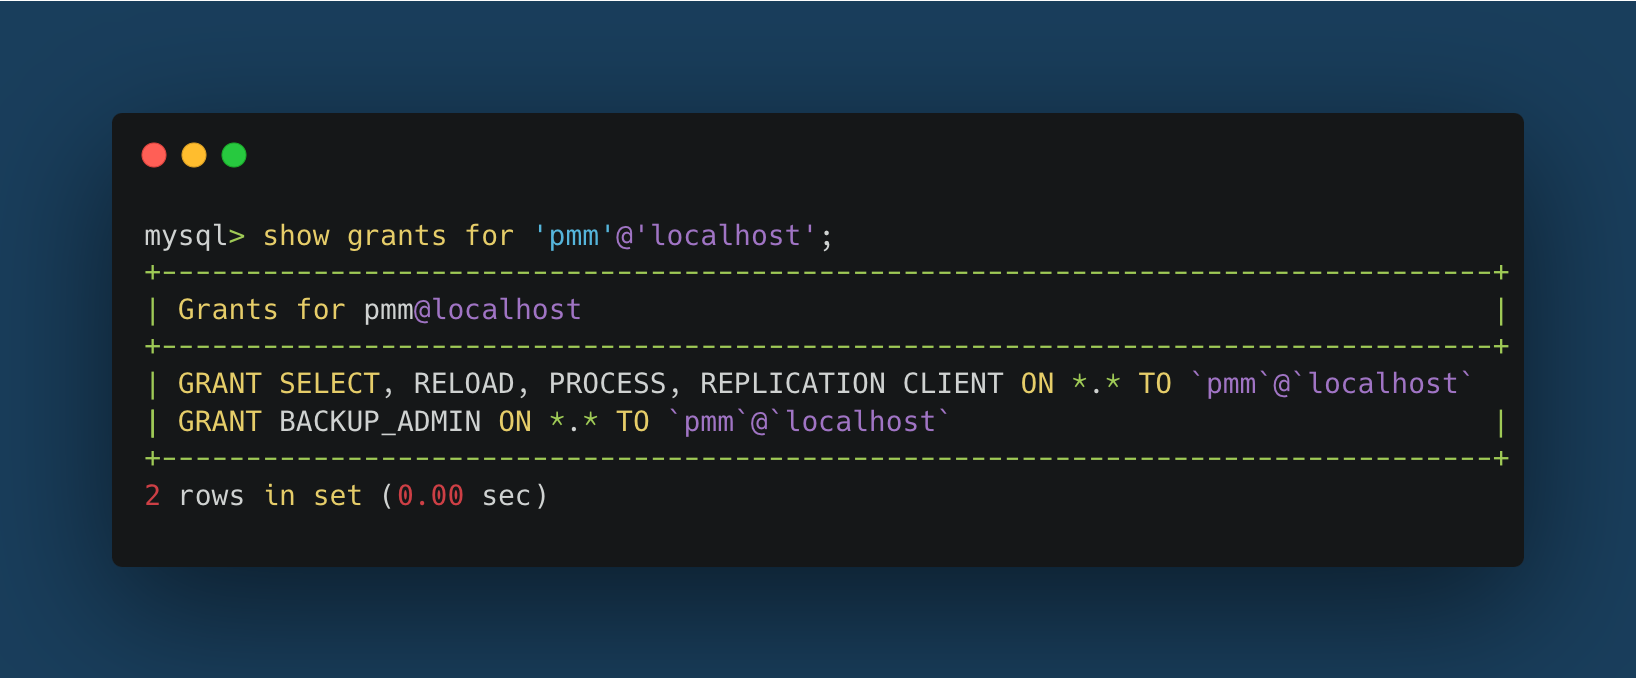 mysql> show grants for 'pmm'@'localhost';
+-------------------------------------------------------------------------------+
| Grants for pmm@localhost                                                      |
+-------------------------------------------------------------------------------+
| GRANT SELECT, RELOAD, PROCESS, REPLICATION CLIENT ON *.* TO `pmm`@`localhost`
| GRANT BACKUP_ADMIN ON *.* TO `pmm`@`localhost`                                |
+-------------------------------------------------------------------------------+
2 rows in set (0.00 sec)